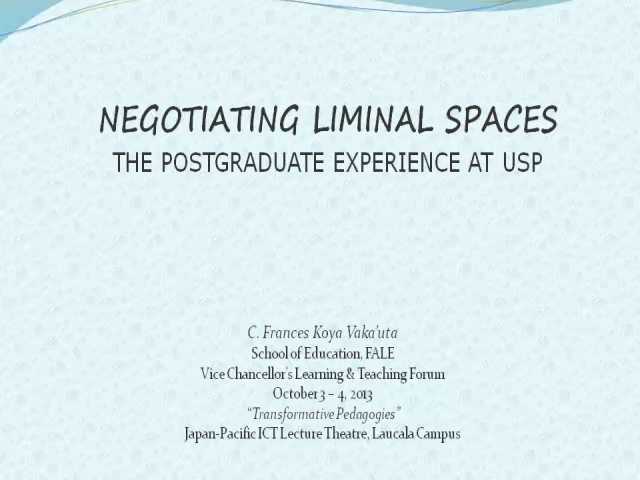 NEGOTIATING LIMINAL SPACES
THE POSTGRADUATE EXPERIENCE AT USP
C. Frances Koya Vaka'uta
School of Education, FALE
Vice Chancellor's Learning & Teaching Forum
October 3 – 4, 2013
“Transformative Pedagogies”
Japan-Pacific ICT Lecture Theatre, Laucala Campus